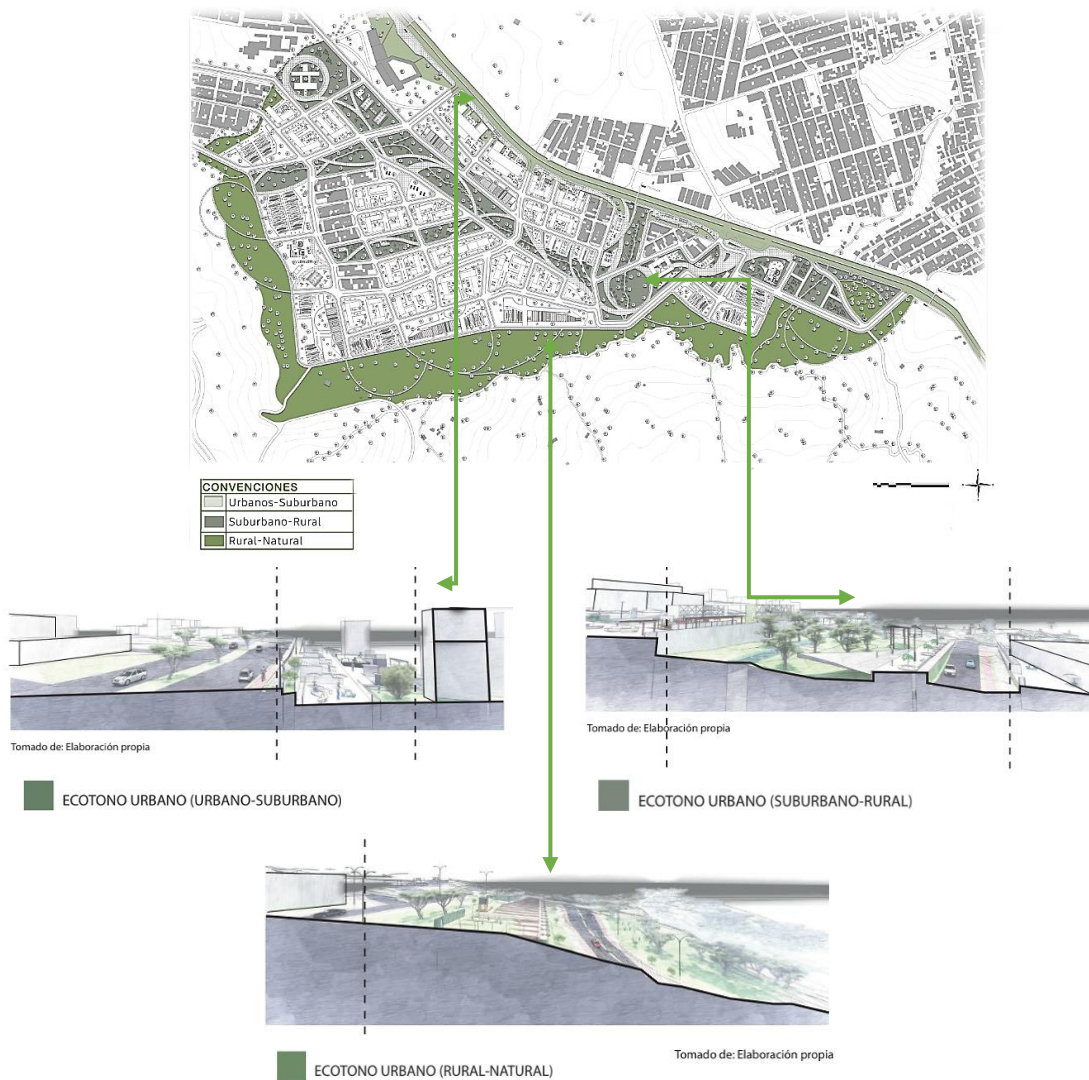 CONVENCIONES
Urbanos-Suburbano
Suburbano-Rural
Rural-Natural
Tomado de: Elaboración propia
Tomado de: Elaboración propia
ECOTONO URBANO (URBANO-SUBURBANO)
ECOTONO URBANO (SUBURBANO-RURAL)
Tomado de: Elaboración propia
ECOTONO URBANO (RURAL-NATURAL)